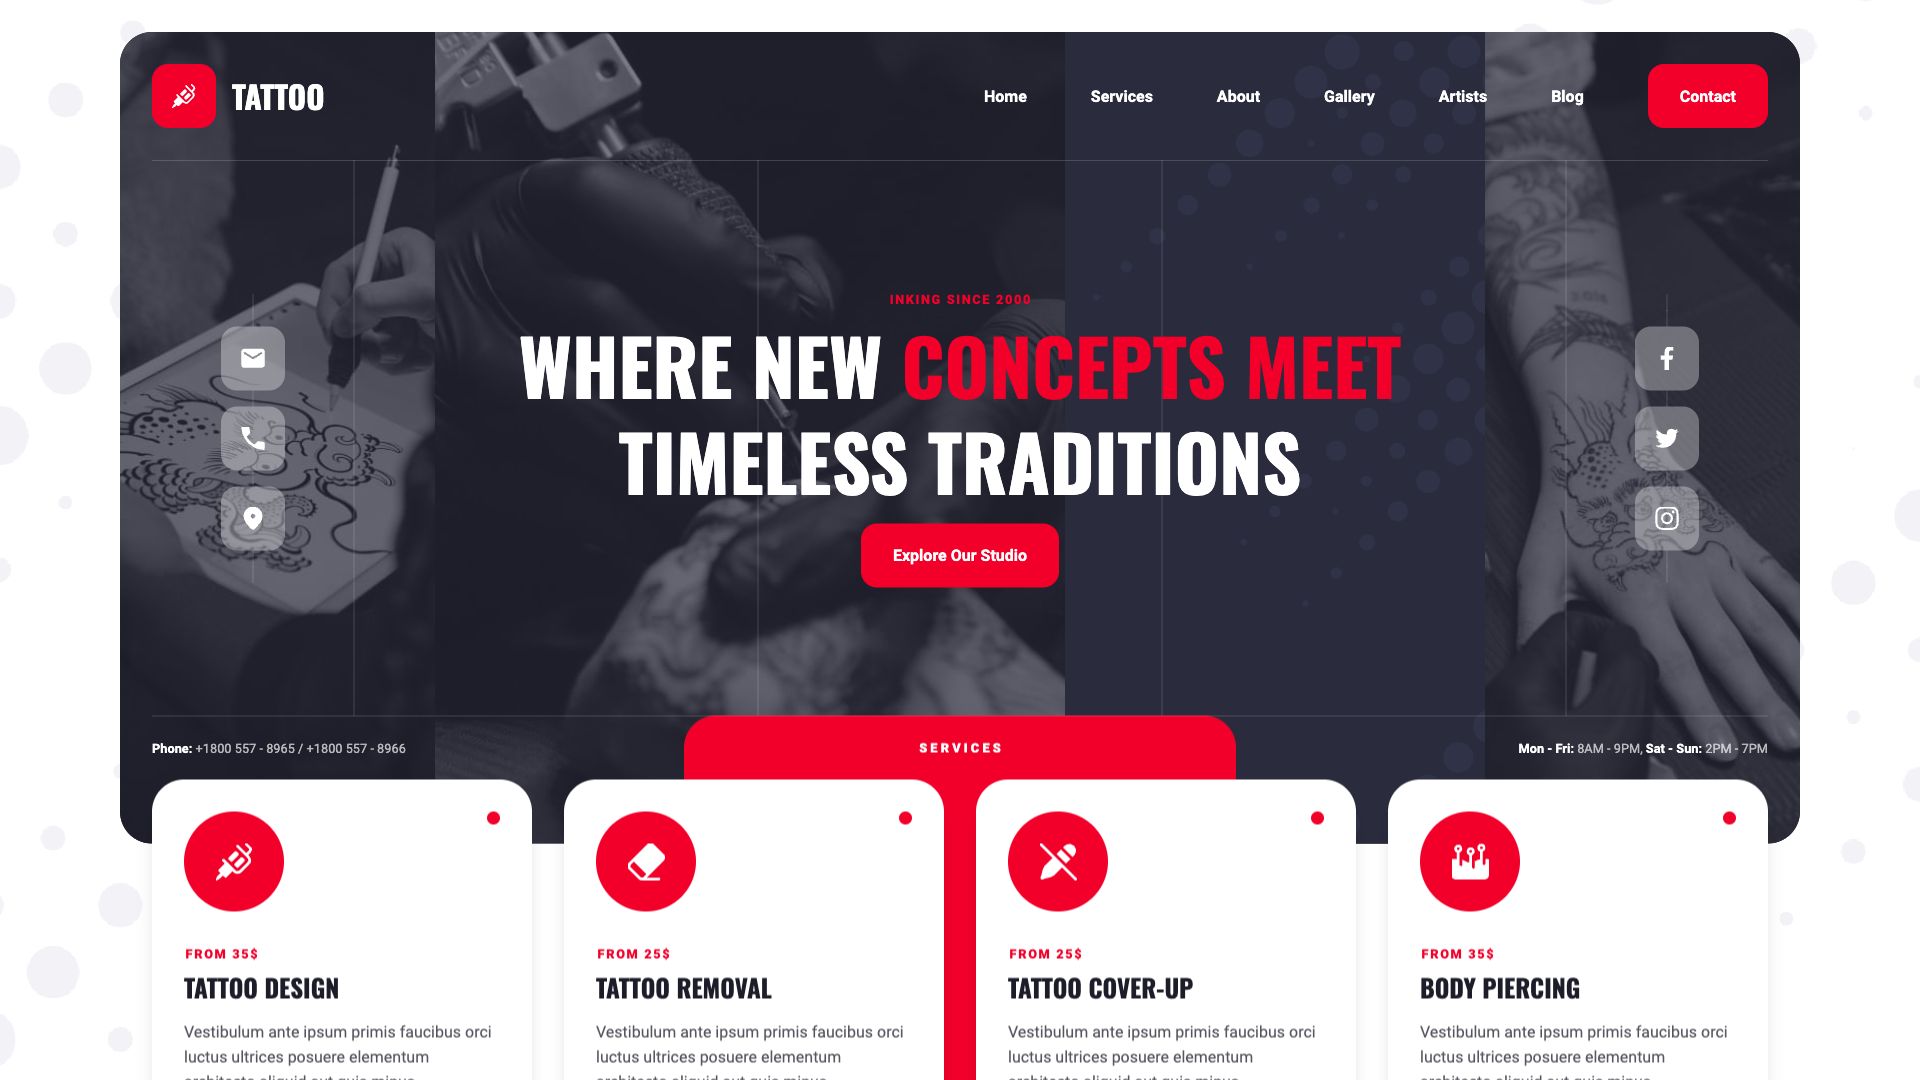 TATTOO
Home
Services
About
Gallery
Artists
Blog
Contact
INKING SINCE 2000
WHERE NEW CONCEPTS MEET
TIMELESS TRADITIONS
Explore Our Studio
Phone: +1800 557 - 8965 / +1800 557 - 8966
SERVICES
Mon - Fri: 8AM - 9PM, Sat - Sun: 2PM - 7PM
FROM 35$
TATTOO DESIGN
Vestibulum ante ipsum primis faucibus orci
luctus ultrices posuere elementum
FROM 25$
TATTOO REMOVAL
Vestibulum ante ipsum primis faucibus orci
luctus ultrices posuere elementum
FROM 25$
TATTOO COVER-UP
Vestibulum ante ipsum primis faucibus orci
luctus ultrices posuere elementum
FROM 35$
BODY PIERCING
Vestibulum ante ipsum primis faucibus orci
luctus ultrices posuere elementum